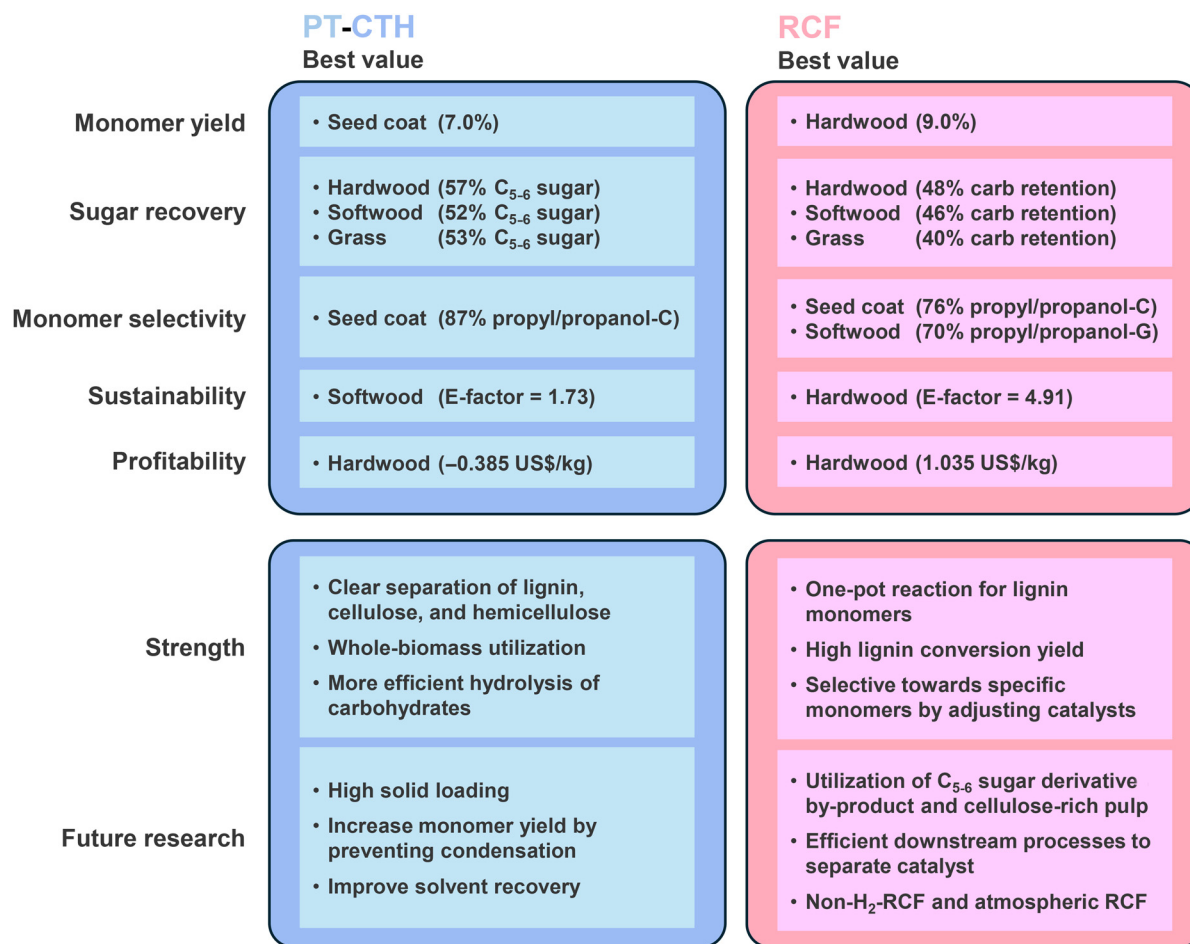 PT-CTH
Best value
RCF
Best value
Monomer yield
• Seed coat (7.0%)
• Hardwood (9.0%)
Sugar recovery
• Hardwood (57% C5-6 sugar)
• Softwood (52% C5-6 sugar)
• Grass (53% C5-6 sugar)
• Hardwood (48% carb retention)
• Softwood (46% carb retention)
• Grass (40% carb retention)
Monomer selectivity
• Seed coat (87% propyl/propanol-C)
• Seed coat (76% propyl/propanol-C)
• Softwood (70% propyl/propanol-G)
Sustainability
• Softwood (E-factor = 1.73)
• Hardwood (E-factor = 4.91)
Profitability
• Hardwood (–0.385 US$/kg)
• Hardwood (1.035 US$/kg)
Strength
• Clear separation of lignin,
cellulose, and hemicellulose
• Whole-biomass utilization
• More efficient hydrolysis of
carbohydrates
• One-pot reaction for lignin
monomers
• High lignin conversion yield
• Selective towards specific
monomers by adjusting catalysts
Future research
• High solid loading
• Increase monomer yield by
preventing condensation
• Improve solvent recovery
• Utilization of C5-6 sugar derivative
by-product and cellulose-rich pulp
• Efficient downstream processes to
separate catalyst
• Non-H2-RCF and atmospheric RCF